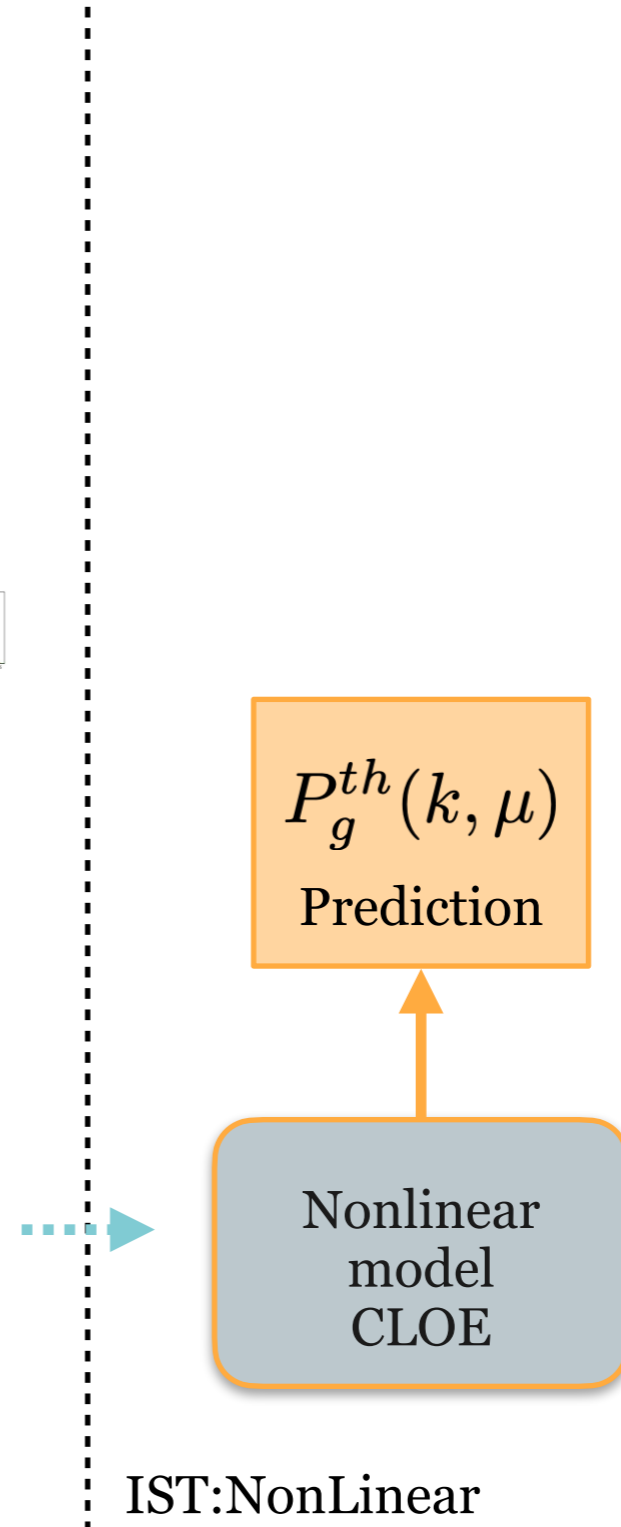 $P_g^{th}(k, \mu)$
Prediction
Nonlinear
model
CLOE
IST:NonLinear